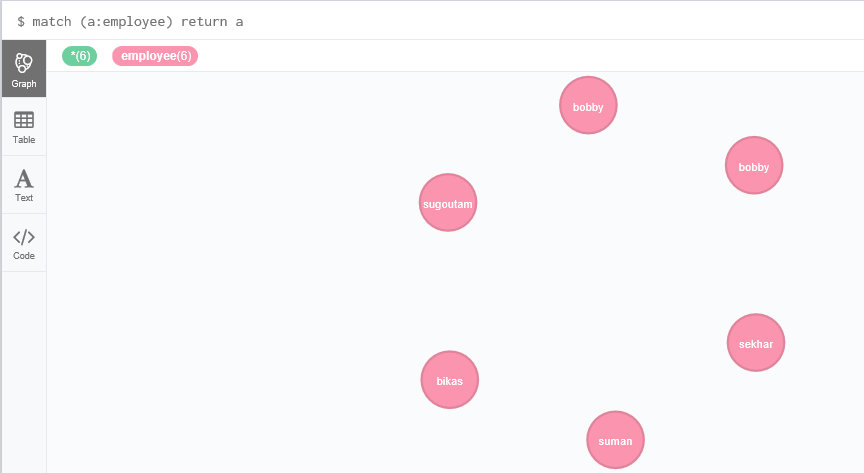 $ match (a:employee) return a
*(6) employee(6)
Graph
Table
Text
Code
bobby
bobby
sugoutam
sekhar
bikas
suman